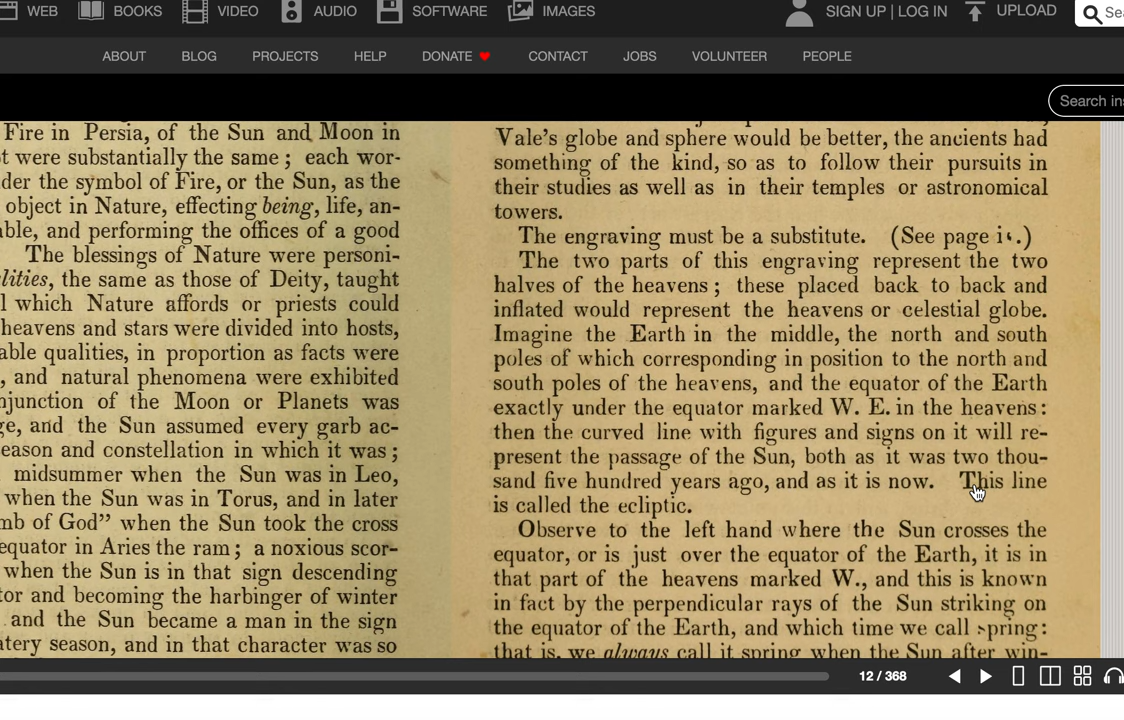 WEB BOOKS VIDEO AUDIO SOFTWARE IMAGES SIGN UP | LOG IN UPLOAD Sea
ABOUT BLOG PROJECTS HELP DONATE CONTACT JOBS VOLUNTEER PEOPLE
Search ins
Fire in Persia, of the Sun and Moon in
t were substantially the same ; each wor-
der the symbol of Fire, or the Sun, as the
object in Nature, effecting being, life, an-
ble, and performing the offices of a good
The blessings of Nature were personi-
lities, the same as those of Deity, taught
l which Nature affords or priests could
heavens and stars were divided into hosts,
able qualities, in proportion as facts were
, and natural phenomena were exhibited
njunction of the Moon or Planets was
ge, and the Sun assumed every garb ac-
eason and constellation in which it was ;
midsummer when the Sun was in Leo,
when the Sun was in Torus, and in later
mb of God” when the Sun took the cross
equator in Aries the ram ; a noxious scor-
when the Sun is in that sign descending
tor and becoming the harbinger of winter
and the Sun became a man in the sign
atery season, and in that character was so
Vale’s globe and sphere would be better, the ancients had
something of the kind, so as to follow their pursuits in
their studies as well as in their temples or astronomical
towers.
The engraving must be a substitute. (See page
The two parts of this engraving represent the two
halves of the heavens ; these placed back to back and
inflated would represent the heavens or celestial globe.
Imagine the Earth in the middle, the north and south
poles of which corresponding in position to the north and
south poles of the heavens, and the equator of the Earth
exactly under the equator marked W. E. in the heavens :
then the curved line with figures and signs on it will re-
present the passage of the Sun, both as it was two thou-
sand five hundred years ago, and as it is now. This line
is called the ecliptic.
Observe to the left hand where the Sun crosses the
equator, or is just over the equator of the Earth, it is in
that part of the heavens marked W., and this is known
in fact by the perpendicular rays of the Sun striking on
the equator of the Earth, and which time we call spring :
that is, we always call it spring when the Sun after win-
12 / 368